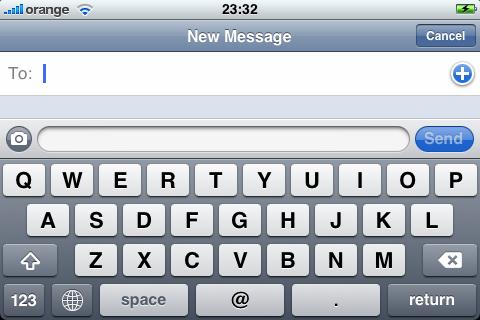 orange 23:32
New Message Cancel
To:
Send
Q W E R T Y U I O P
A S D F G H J K L
Z X C V B N M
123 space @ . return